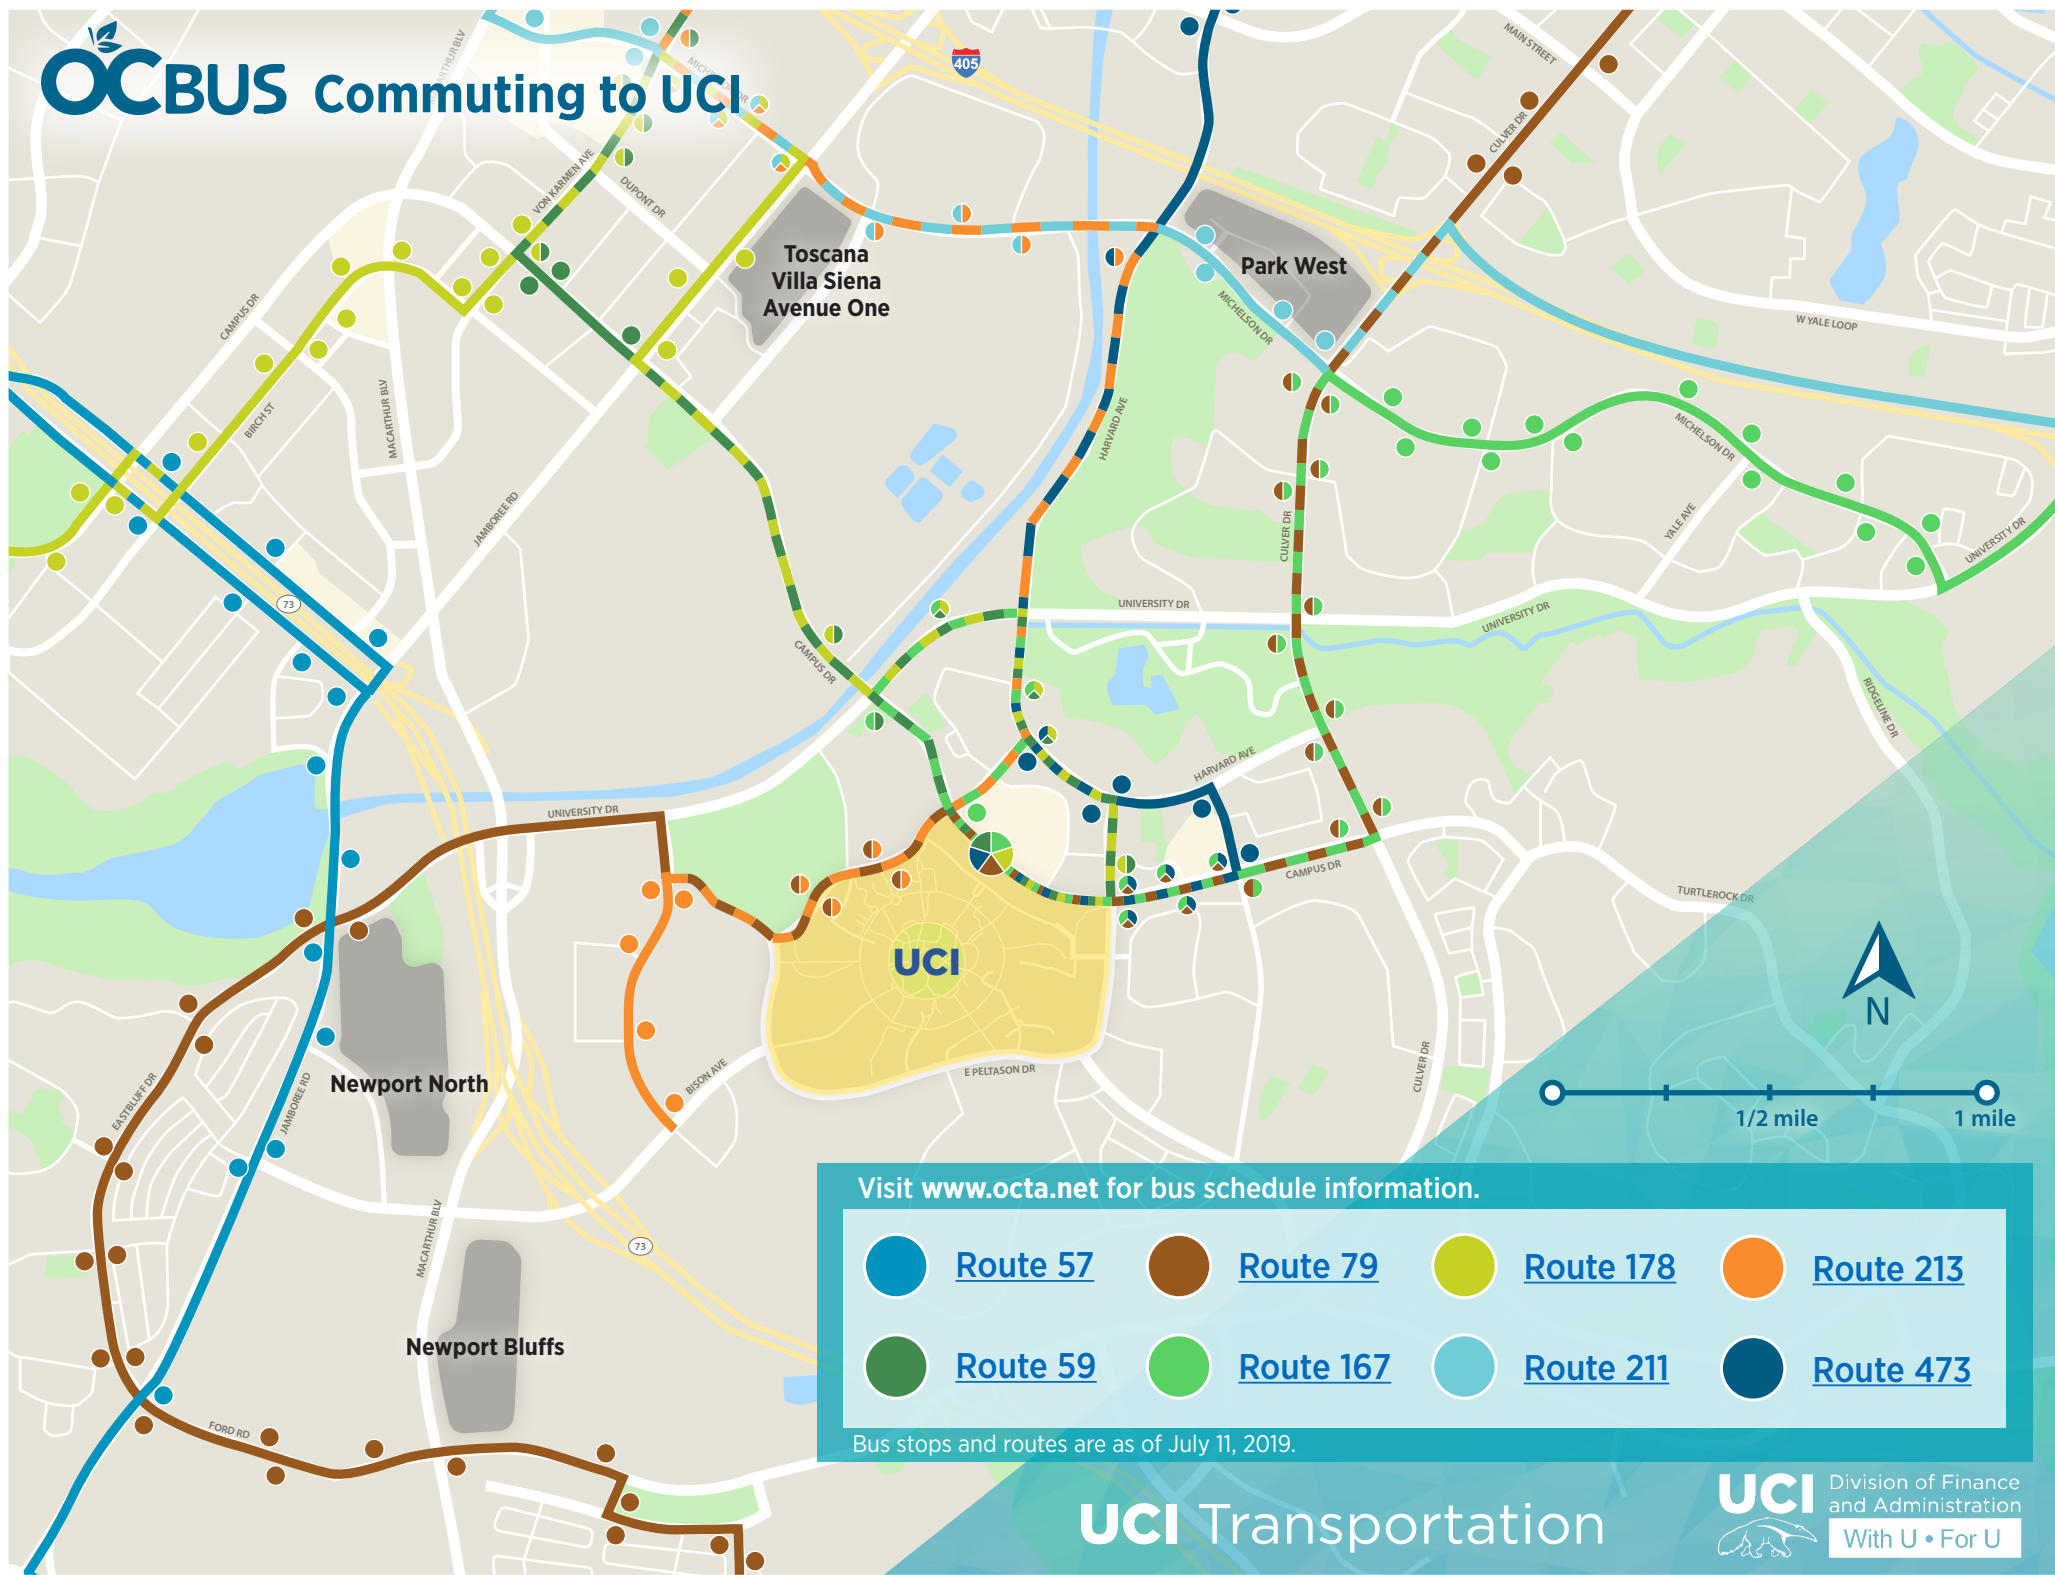 OCBUS Commuting to UCI
ARTHUR BLV
405
MAIN STREET
CULVER DR
VON KARMEN AVE
DUPONT DR
Toscana
Villa Siena
Avenue One
Park West
CAMPUS DR
MICHELSON DR
W YALE LOOP
BIRCH ST
MACARTHUR BLV
HARVARD AVE
MICHELSON DR
JAMBOREE RD
CULVER DR
YALE AVE
UNIVERSITY DR
73
UNIVERSITY DR
UNIVERSITY DR
CAMPUS DR
RIDGELINE DR
HARVARD AVE
UNIVERSITY DR
CAMPUS DR
TURTLEROCK DR
UCI
N
Newport North
EASTBLUFF DR
JAMBOREE RD
BISON AVE
E PELTASON DR
CULVER DR
1/2 mile
1 mile
MACARTHUR BLV
73
Newport Bluffs
FORD RD
Visit www.octa.net for bus schedule information.
Route 57
Route 79
Route 178
Route 213
Route 59
Route 167
Route 211
Route 473
Bus stops and routes are as of July 11, 2019.
UCI Transportation
UCI
Division of Finance
and Administration
With U • For U